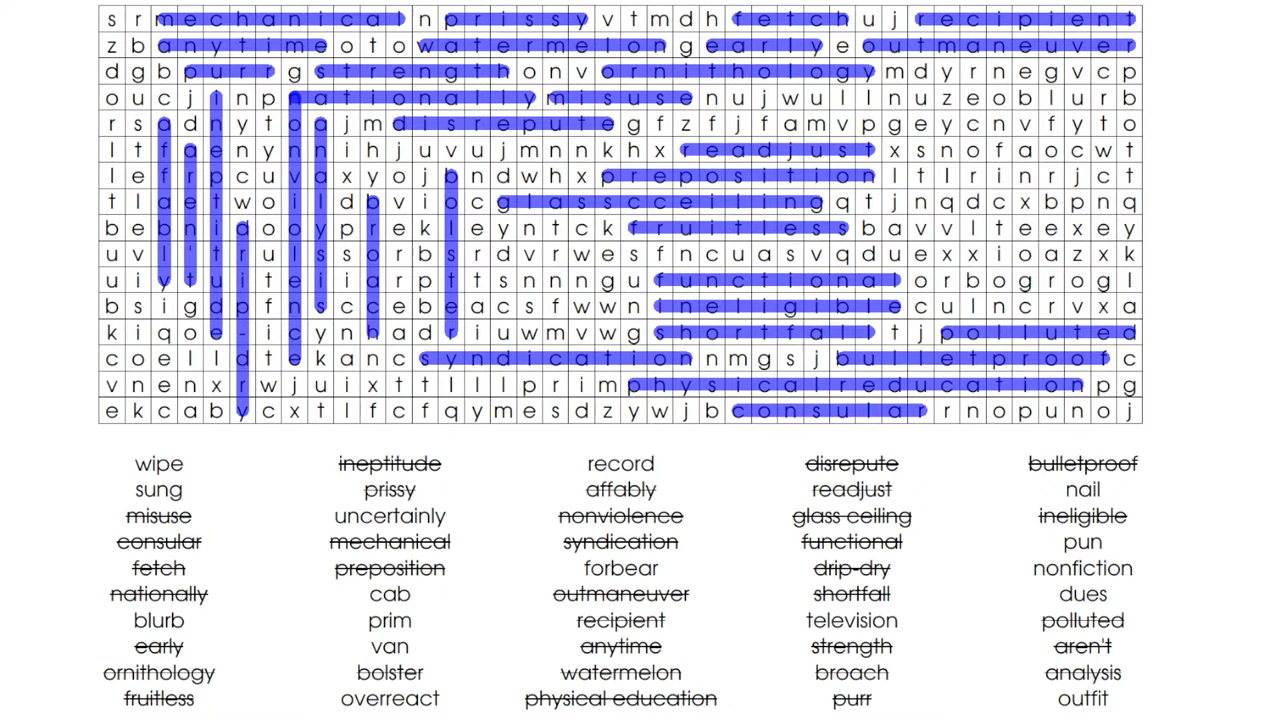 s r m e c h a n i c a l n p r i s s y v t m d h f e t c h u j r e c i p i e n t
z b a n y t i m e o t o w a t e r m e l o n g e a r l y e o u t m a n e u v e r
d g b p u r r g s t r e n g t h o n v o r n i t h o l o g y m d y r n e g v c p
o u c j i n p n a t i o n a l l y m i s u s e n u j w u l l n u z e o b l u r b
r s a d n y t o a j m d i s r e p u t e g f z f j f a m v p g e y c n v f y t o
l t f a e n y n n i h j u v u j m n n k h x r e a d j u s t x s n o f a o c w t
l e f r p c u v a x y o j b n d w h x p r e p o s i t i o n l t l r i n r j c t
t l a e t w o i l d b v i o c g l a s s c c e i l i n g q t j n q d c x b p n q
b e b n i d o o y p r e k l e y n t c k f r u i t l e s s b a v v l t e e x e y
u v l ' t r u l s s o r b s r d v r w e s f n c u a s v q d u e x x i o a z x k
u i y t u i t e i i a r p t t s n n n g u f u n c t i o n a l o r b o g r o g l
b s i g d p f n s c c e b e a c s f w w n i n e l i g i b l e c u l n c r v x a
k i q o e - i c y n h a d r i u w m v w g s h o r t f a l l t j p o l l u t e d
c o e l l d t e k a n c s y n d i c a t i o n n m g s j b u l l e t p r o o f c
v n e n x r w j u i x t t l l l p r i m p h y s i c a l r e d u c a t i o n p g
e k c a b y c x t l f c f q y m e s d z y w j b c o n s u l a r r n o p u n o j
wipe ineptitude record disrepute bulletproof
sung prissy affably readjust nail
misuse uncertainly nonviolence glass ceiling ineligible
consular mechanical syndication functional pun
fetch preposition forbear drip-dry nonfiction
nationally cab outmaneuver shortfall dues
blurb prim recipient television polluted
early van anytime strength aren't
ornithology bolster watermelon broach analysis
fruitless overreact physical education purr outfit